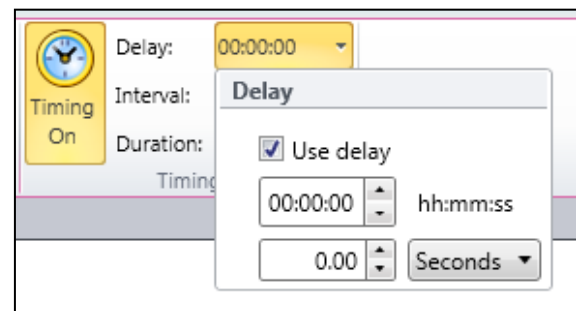 Delay: 00:00:00
Timing On
Interval:
Duration:
Timing
Delay
Use delay
00:00:00 hh:mm:ss
0.00 Seconds